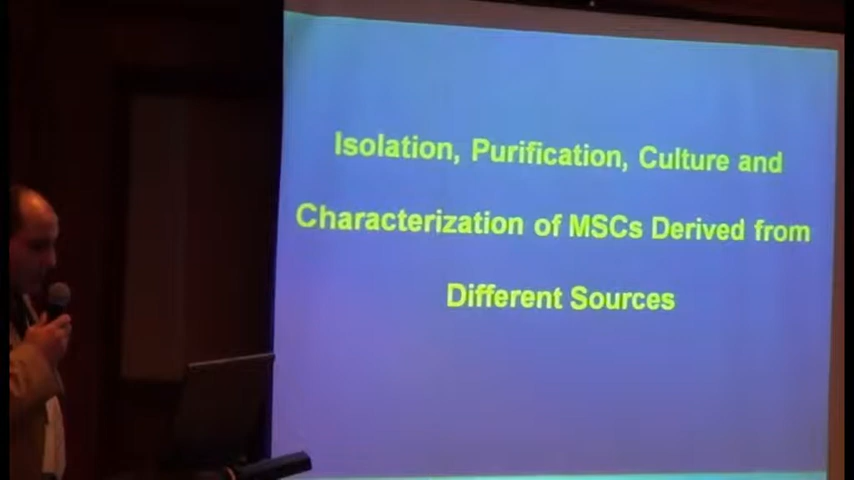 Isolation, Purification, Culture and
Characterization of MSCs Derived from
Different Sources